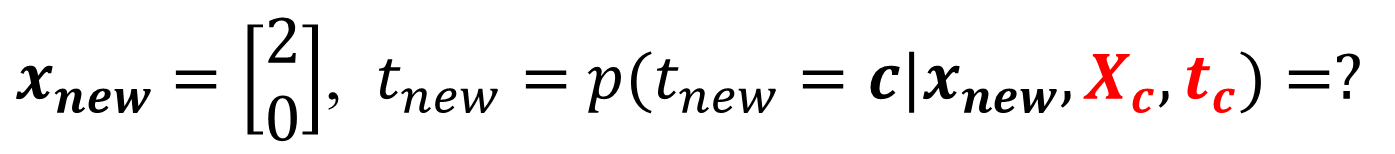 x_new = [2 0], t_new = p(t_new = c|x_new, X_c, t_c) =?